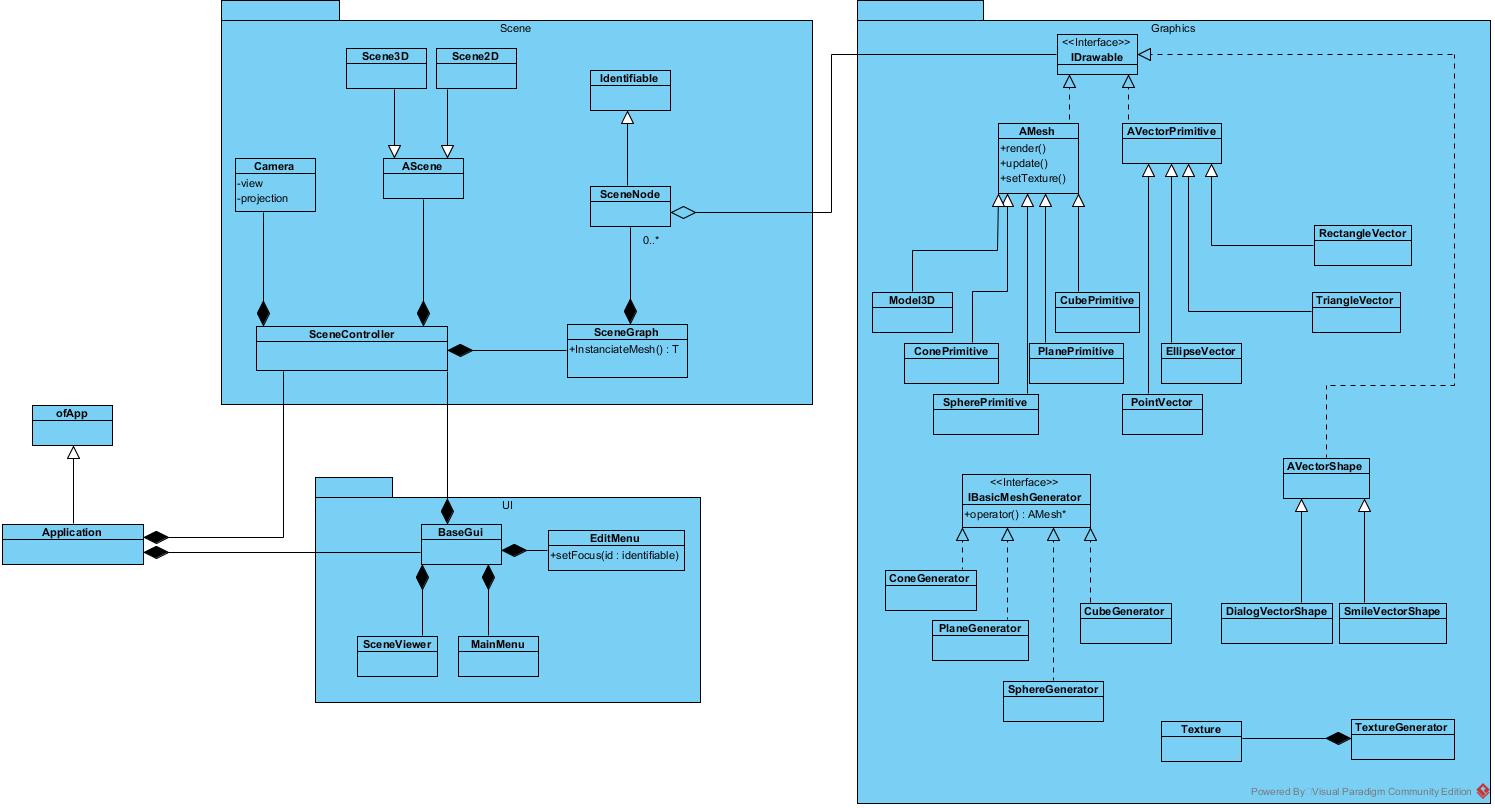 Scene
Scene3D
Scene2D
Identifiable
Camera
-view
-projection
AScene
SceneNode
0..*
SceneController
SceneGraph
+InstanciateMesh() : T
ofApp
Application
UI
BaseGui
EditMenu
+setFocus(id : identifiable)
SceneViewer
MainMenu
Graphics
<<Interface>>
IDrawable
AMesh
+render()
+update()
+setTexture()
AVectorPrimitive
RectangleVector
Model3D
CubePrimitive
TriangleVector
ConePrimitive
PlanePrimitive
EllipseVector
SpherePrimitive
PointVector
AVectorShape
<<Interface>>
IBasicMeshGenerator
+operator() : AMesh*
ConeGenerator
CubeGenerator
DialogVectorShape
SmileVectorShape
PlaneGenerator
SphereGenerator
Texture
TextureGenerator
Powered By Visual Paradigm Community Edition